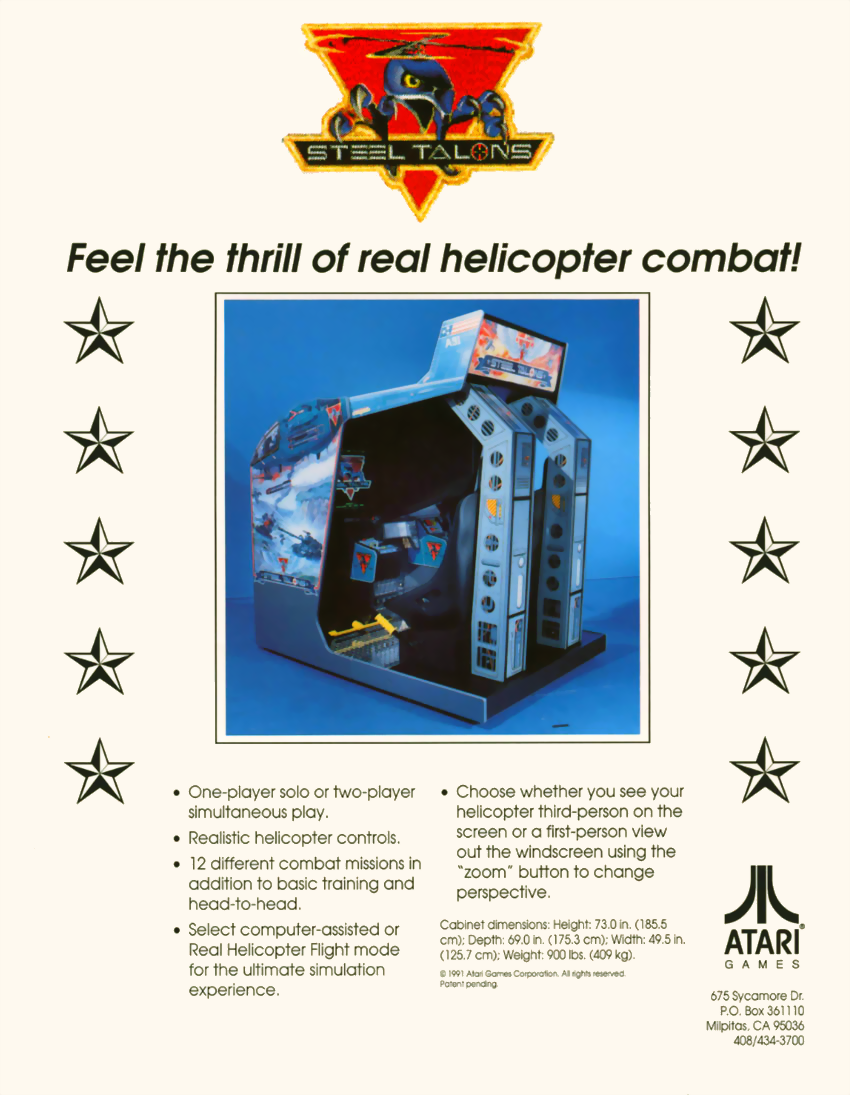 STEEL TALONS
Feel the thrill of real helicopter combat!
STEEL TALONS
• One-player solo or two-player
simultaneous play.
• Realistic helicopter controls.
• 12 different combat missions in
addition to basic training and
head-to-head.
• Select computer-assisted or
Real Helicopter Flight mode
for the ultimate simulation
experience.
• Choose whether you see your
helicopter third-person on the
screen or a first-person view
out the windscreen using the
"zoom" button to change
perspective.
Cabinet dimensions: Height: 73.0 in. (185.5
cm); Depth: 69.0 in. (175.3 cm); Width: 49.5 in.
(125.7 cm); Weight: 900 lbs. (409 kg).
© 1991 Atari Games Corporation. All rights reserved.
Patent pending.
ATARI®
GAMES
675 Sycamore Dr.
P.O. Box 361110
Milpitas, CA 95036
408/434-3700